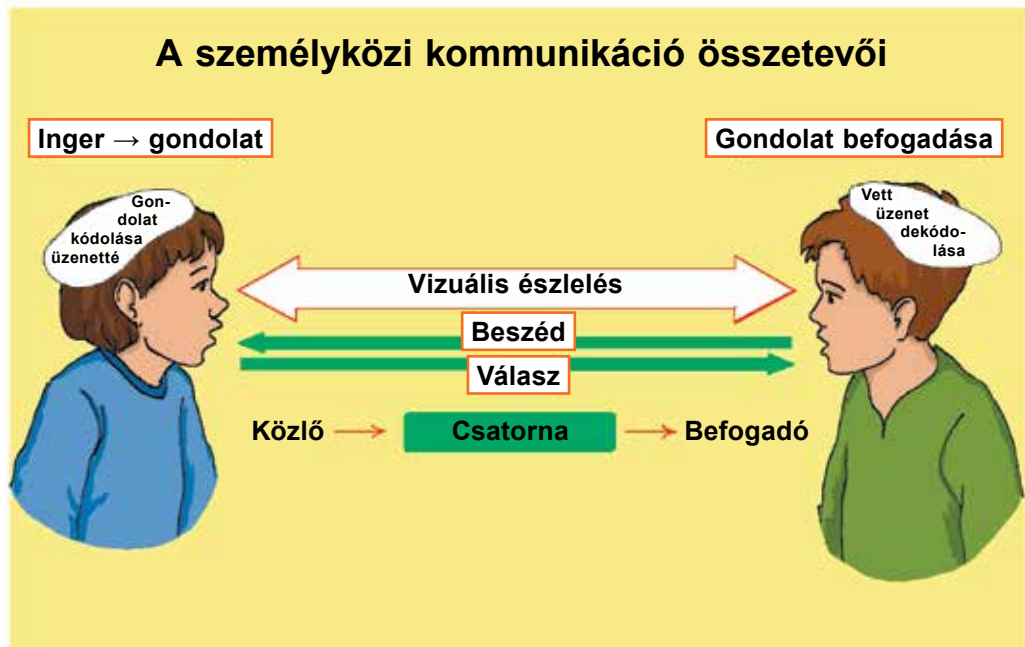 A személyközi kommunikáció összetevői
Inger → gondolat
Gondolat befogadása
Gon-
dolat
kódolása
üzenetté
Vett
üzenet
dekódo-
lása
Vizuális észlelés
Beszéd
Válasz
Közlő → Csatorna → Befogadó